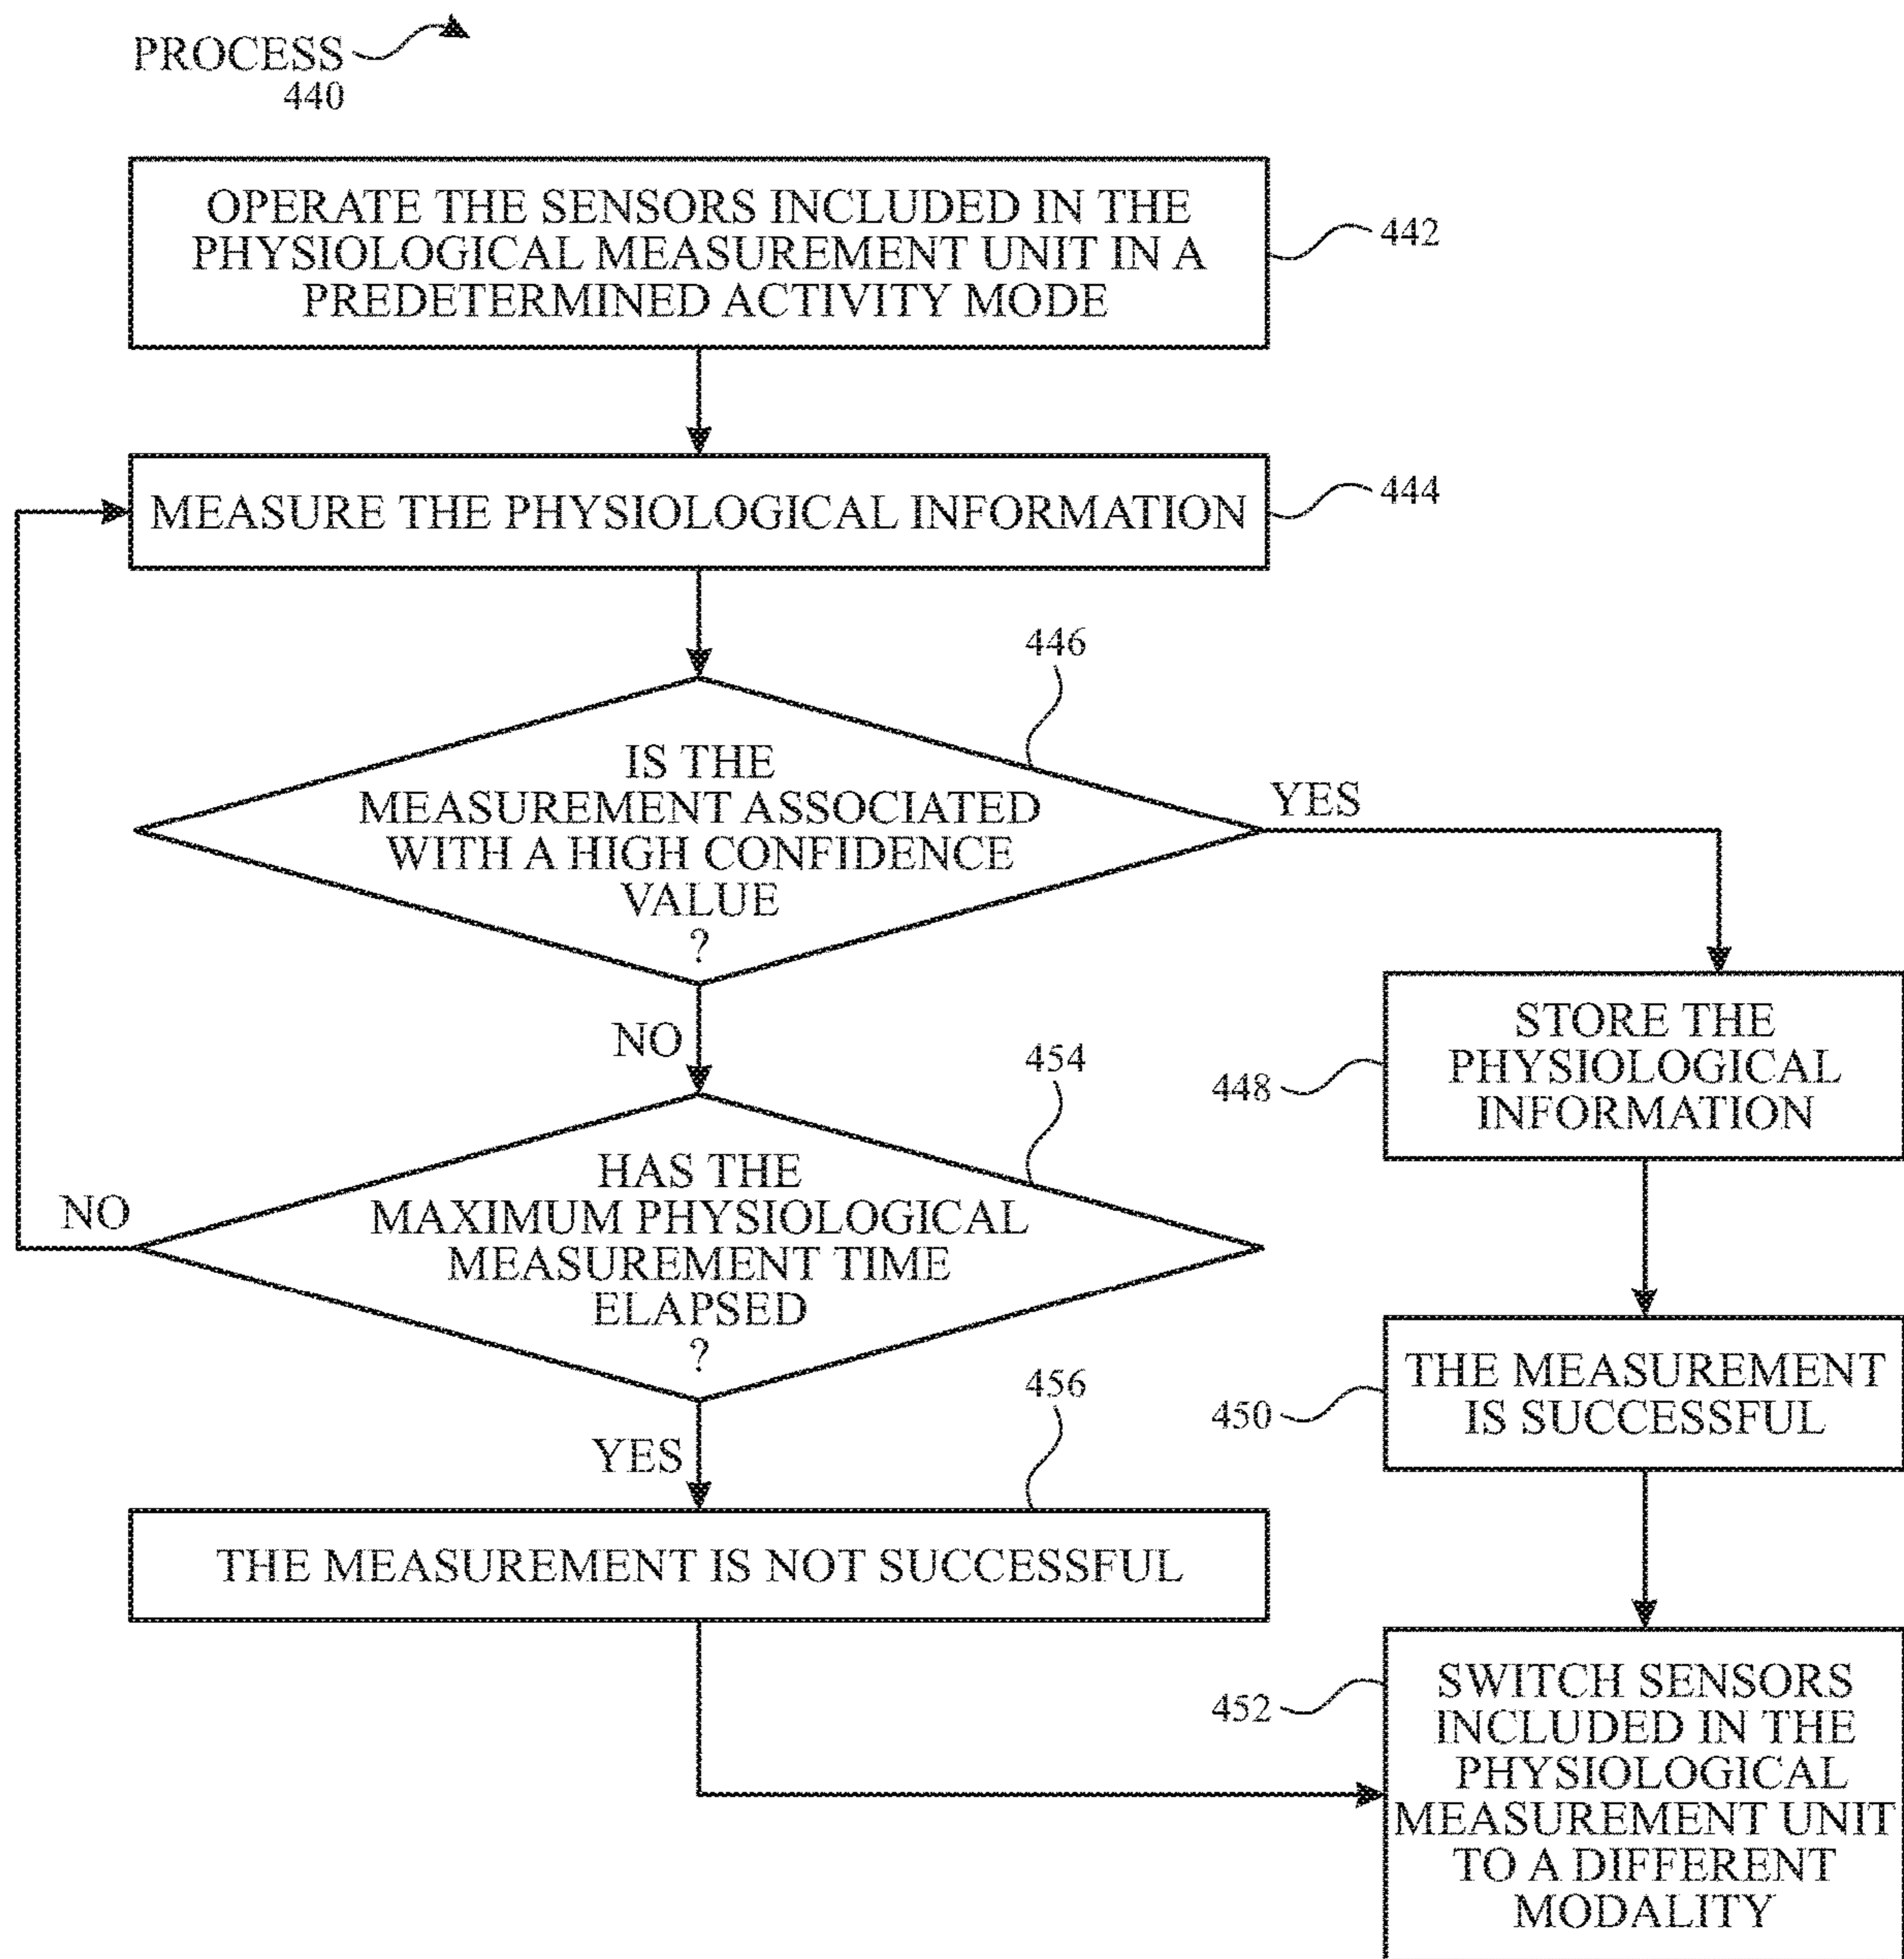 PROCESS
440
OPERATE THE SENSORS INCLUDED IN THE
PHYSIOLOGICAL MEASUREMENT UNIT IN A
PREDETERMINED ACTIVITY MODE
442
MEASURE THE PHYSIOLOGICAL INFORMATION
444
446
IS THE
MEASUREMENT ASSOCIATED
WITH A HIGH CONFIDENCE
VALUE
?
YES
NO
STORE THE
PHYSIOLOGICAL
INFORMATION
448
454
HAS THE
MAXIMUM PHYSIOLOGICAL
MEASUREMENT TIME
ELAPSED
?
NO
YES
THE MEASUREMENT
IS SUCCESSFUL
450
456
THE MEASUREMENT IS NOT SUCCESSFUL
452
SWITCH SENSORS
INCLUDED IN THE
PHYSIOLOGICAL
MEASUREMENT UNIT
TO A DIFFERENT
MODALITY